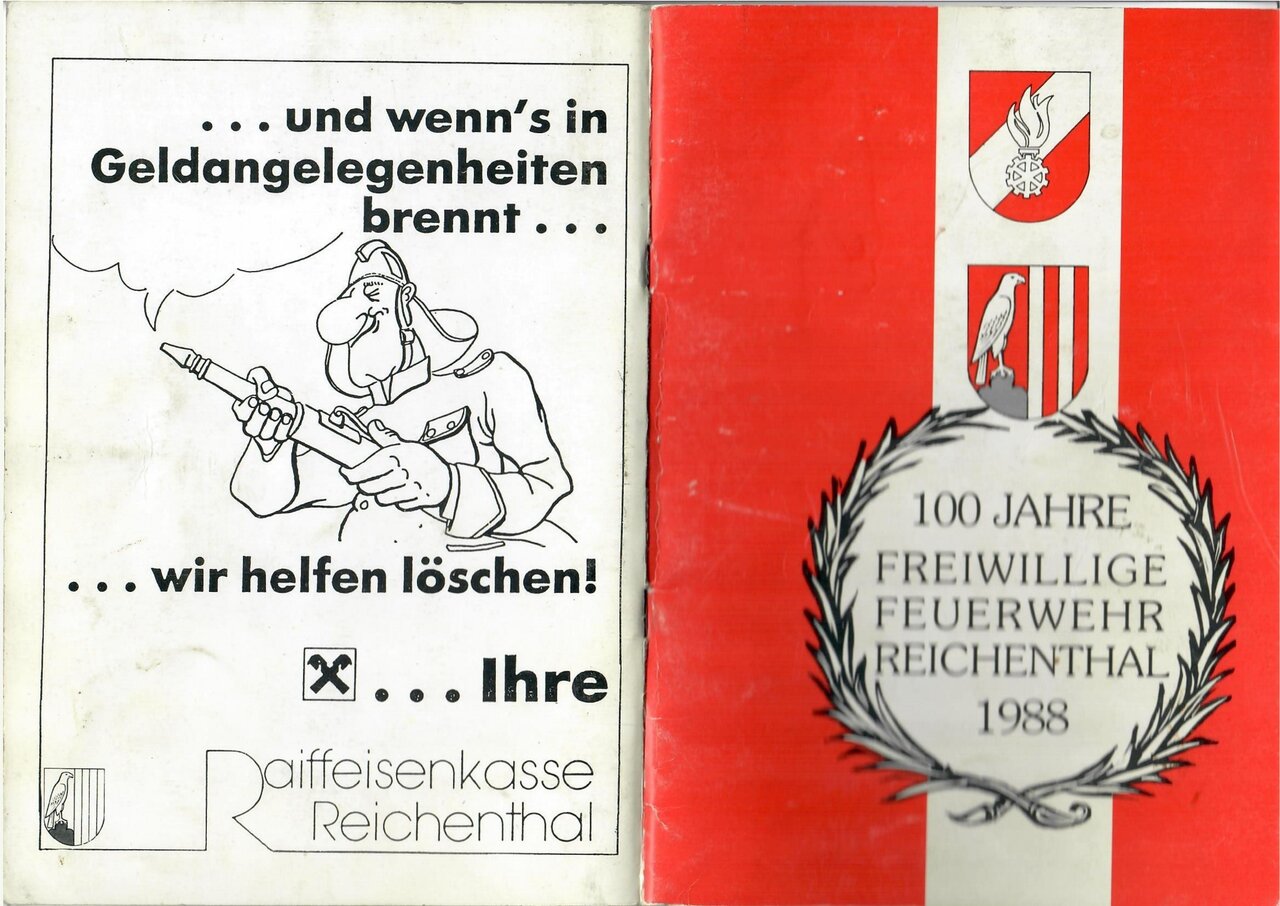 . . . und wenn's in
Geldangelegenheiten
brennt . . .
. . . wir helfen löschen!
. . . Ihre
Raiffeisenkasse
Reichenthal
100 JAHRE
FREIWILLIGE
FEUERWEHR
REICHENTHAL
1988